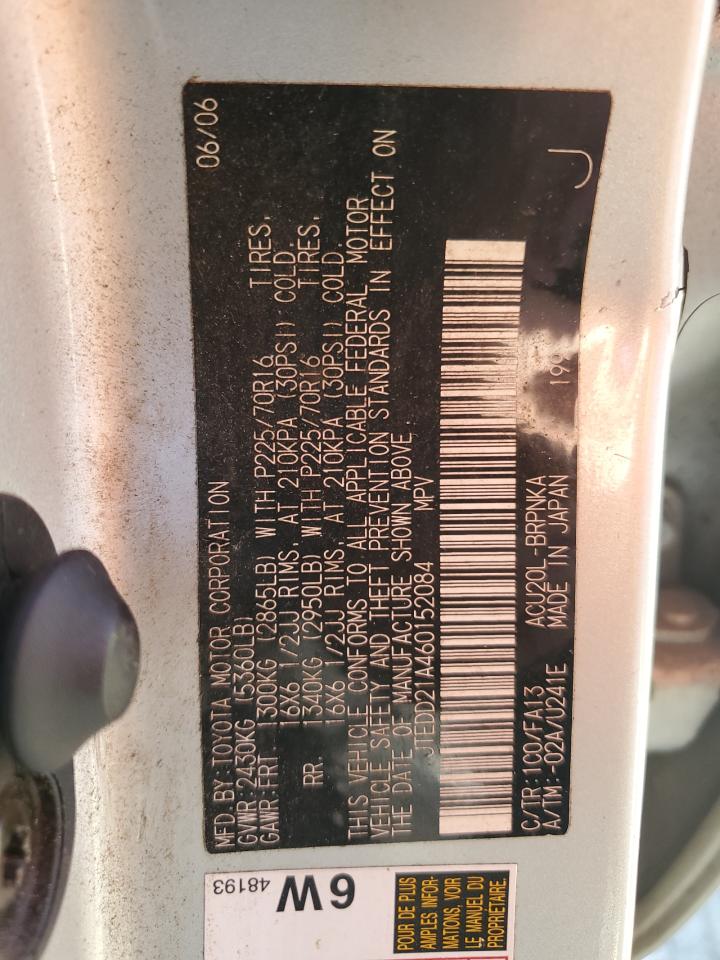 06/06
MFD.BY:TOYOTA MOTOR CORPORATION
GVWR:2430KG (5360LB)
GAWR:FRT 1300KG (2865LB) WITH P225/70R16 TIRES,
16X6 1/2JJ RIMS, AT 210KPA (30PSI) COLD.
RR. 1340KG (2950LB) WITH P225/70R16 TIRES,
16X6 1/2JJ RIMS, AT 210KPA (30PSI) COLD.
THIS VEHICLE CONFORMS TO ALL APPLICABLE FEDERAL MOTOR
VEHICLE SAFETY AND THEFT PREVENTION STANDARDS IN EFFECT ON
THE DATE OF MANUFACTURE SHOWN ABOVE.
JTEDD21A460152084 MPV
C/TR:1C0/FA13 ACU20L-BRPNKA
A/TM:-02A/U241E MADE IN JAPAN
J
48193
6W
POUR DE PLUS
AMPLES INFOR-
MATIONS VOIR
LE MANUEL DU
PROPRIETAIRE